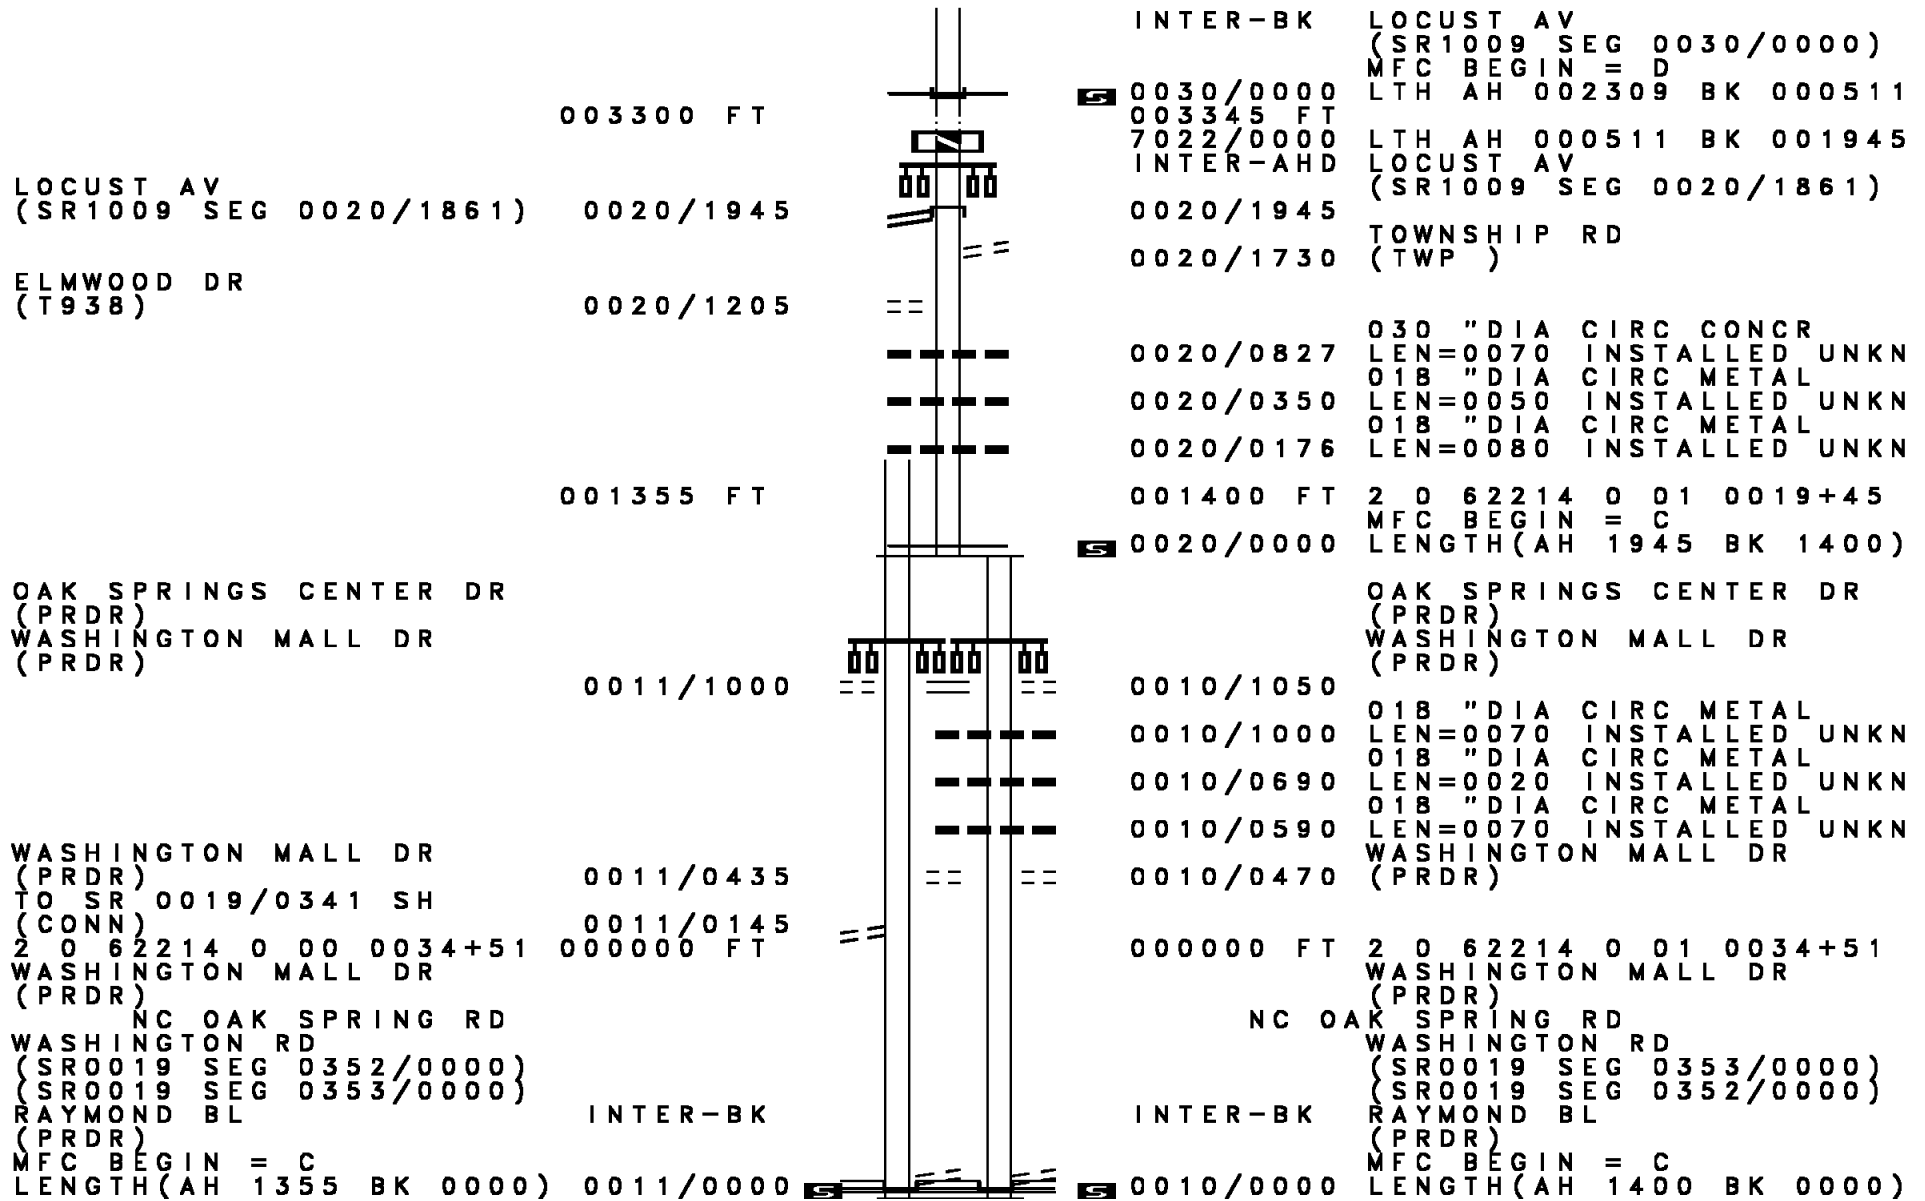 INTER-BK LOCUST AV
(SR1009 SEG 0030/0000)
MFC BEGIN = D
S 0030/0000 LTH AH 002309 BK 000511
003300 FT 003345 FT
7022/0000 LTH AH 000511 BK 001945
INTER-AHD LOCUST AV
LOCUST AV (SR1009 SEG 0020/1861)
(SR1009 SEG 0020/1861) 0020/1945 0020/1945
TOWNSHIP RD
0020/1730 (TWP )
ELMWOOD DR
(T938) 0020/1205
030 "DIA CIRC CONCR
0020/0827 LEN=0070 INSTALLED UNKN
018 "DIA CIRC METAL
0020/0350 LEN=0050 INSTALLED UNKN
018 "DIA CIRC METAL
0020/0176 LEN=0080 INSTALLED UNKN
001355 FT 001400 FT 2 0 62214 0 01 0019+45
MFC BEGIN = C
S 0020/0000 LENGTH(AH 1945 BK 1400)
OAK SPRINGS CENTER DR OAK SPRINGS CENTER DR
(PRDR) (PRDR)
WASHINGTON MALL DR WASHINGTON MALL DR
(PRDR) (PRDR)
0011/1000 0010/1050
018 "DIA CIRC METAL
0010/1000 LEN=0070 INSTALLED UNKN
018 "DIA CIRC METAL
0010/0690 LEN=0020 INSTALLED UNKN
018 "DIA CIRC METAL
0010/0590 LEN=0070 INSTALLED UNKN
WASHINGTON MALL DR WASHINGTON MALL DR
(PRDR) 0011/0435 0010/0470 (PRDR)
TO SR 0019/0341 SH
(CONN) 0011/0145
2 0 62214 0 00 0034+51 000000 FT 000000 FT 2 0 62214 0 01 0034+51
WASHINGTON MALL DR WASHINGTON MALL DR
(PRDR) (PRDR)
NC OAK SPRING RD NC OAK SPRING RD
WASHINGTON RD WASHINGTON RD
(SR0019 SEG 0352/0000) (SR0019 SEG 0353/0000)
(SR0019 SEG 0353/0000) (SR0019 SEG 0352/0000)
RAYMOND BL INTER-BK INTER-BK RAYMOND BL
(PRDR) (PRDR)
MFC BEGIN = C MFC BEGIN = C
LENGTH(AH 1355 BK 0000) 0011/0000 S S 0010/0000 LENGTH(AH 1400 BK 0000)